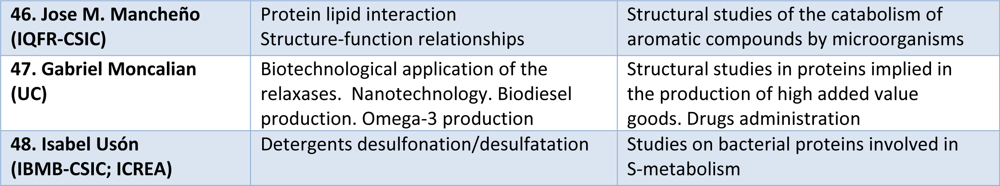 46. Jose M. Mancheño
(IQFR-CSIC)
Protein lipid interaction
Structure-function relationships
Structural studies of the catabolism of
aromatic compounds by microorganisms
47. Gabriel Moncalian
(UC)
Biotechnological application of the
relaxases.  Nanotechnology. Biodiesel
production. Omega-3 production
Structural studies in proteins implied in
the production of high added value
goods. Drugs administration
48. Isabel Usón
(IBMB-CSIC; ICREA)
Detergents desulfonation/desulfatation
Studies on bacterial proteins involved in
S-metabolism